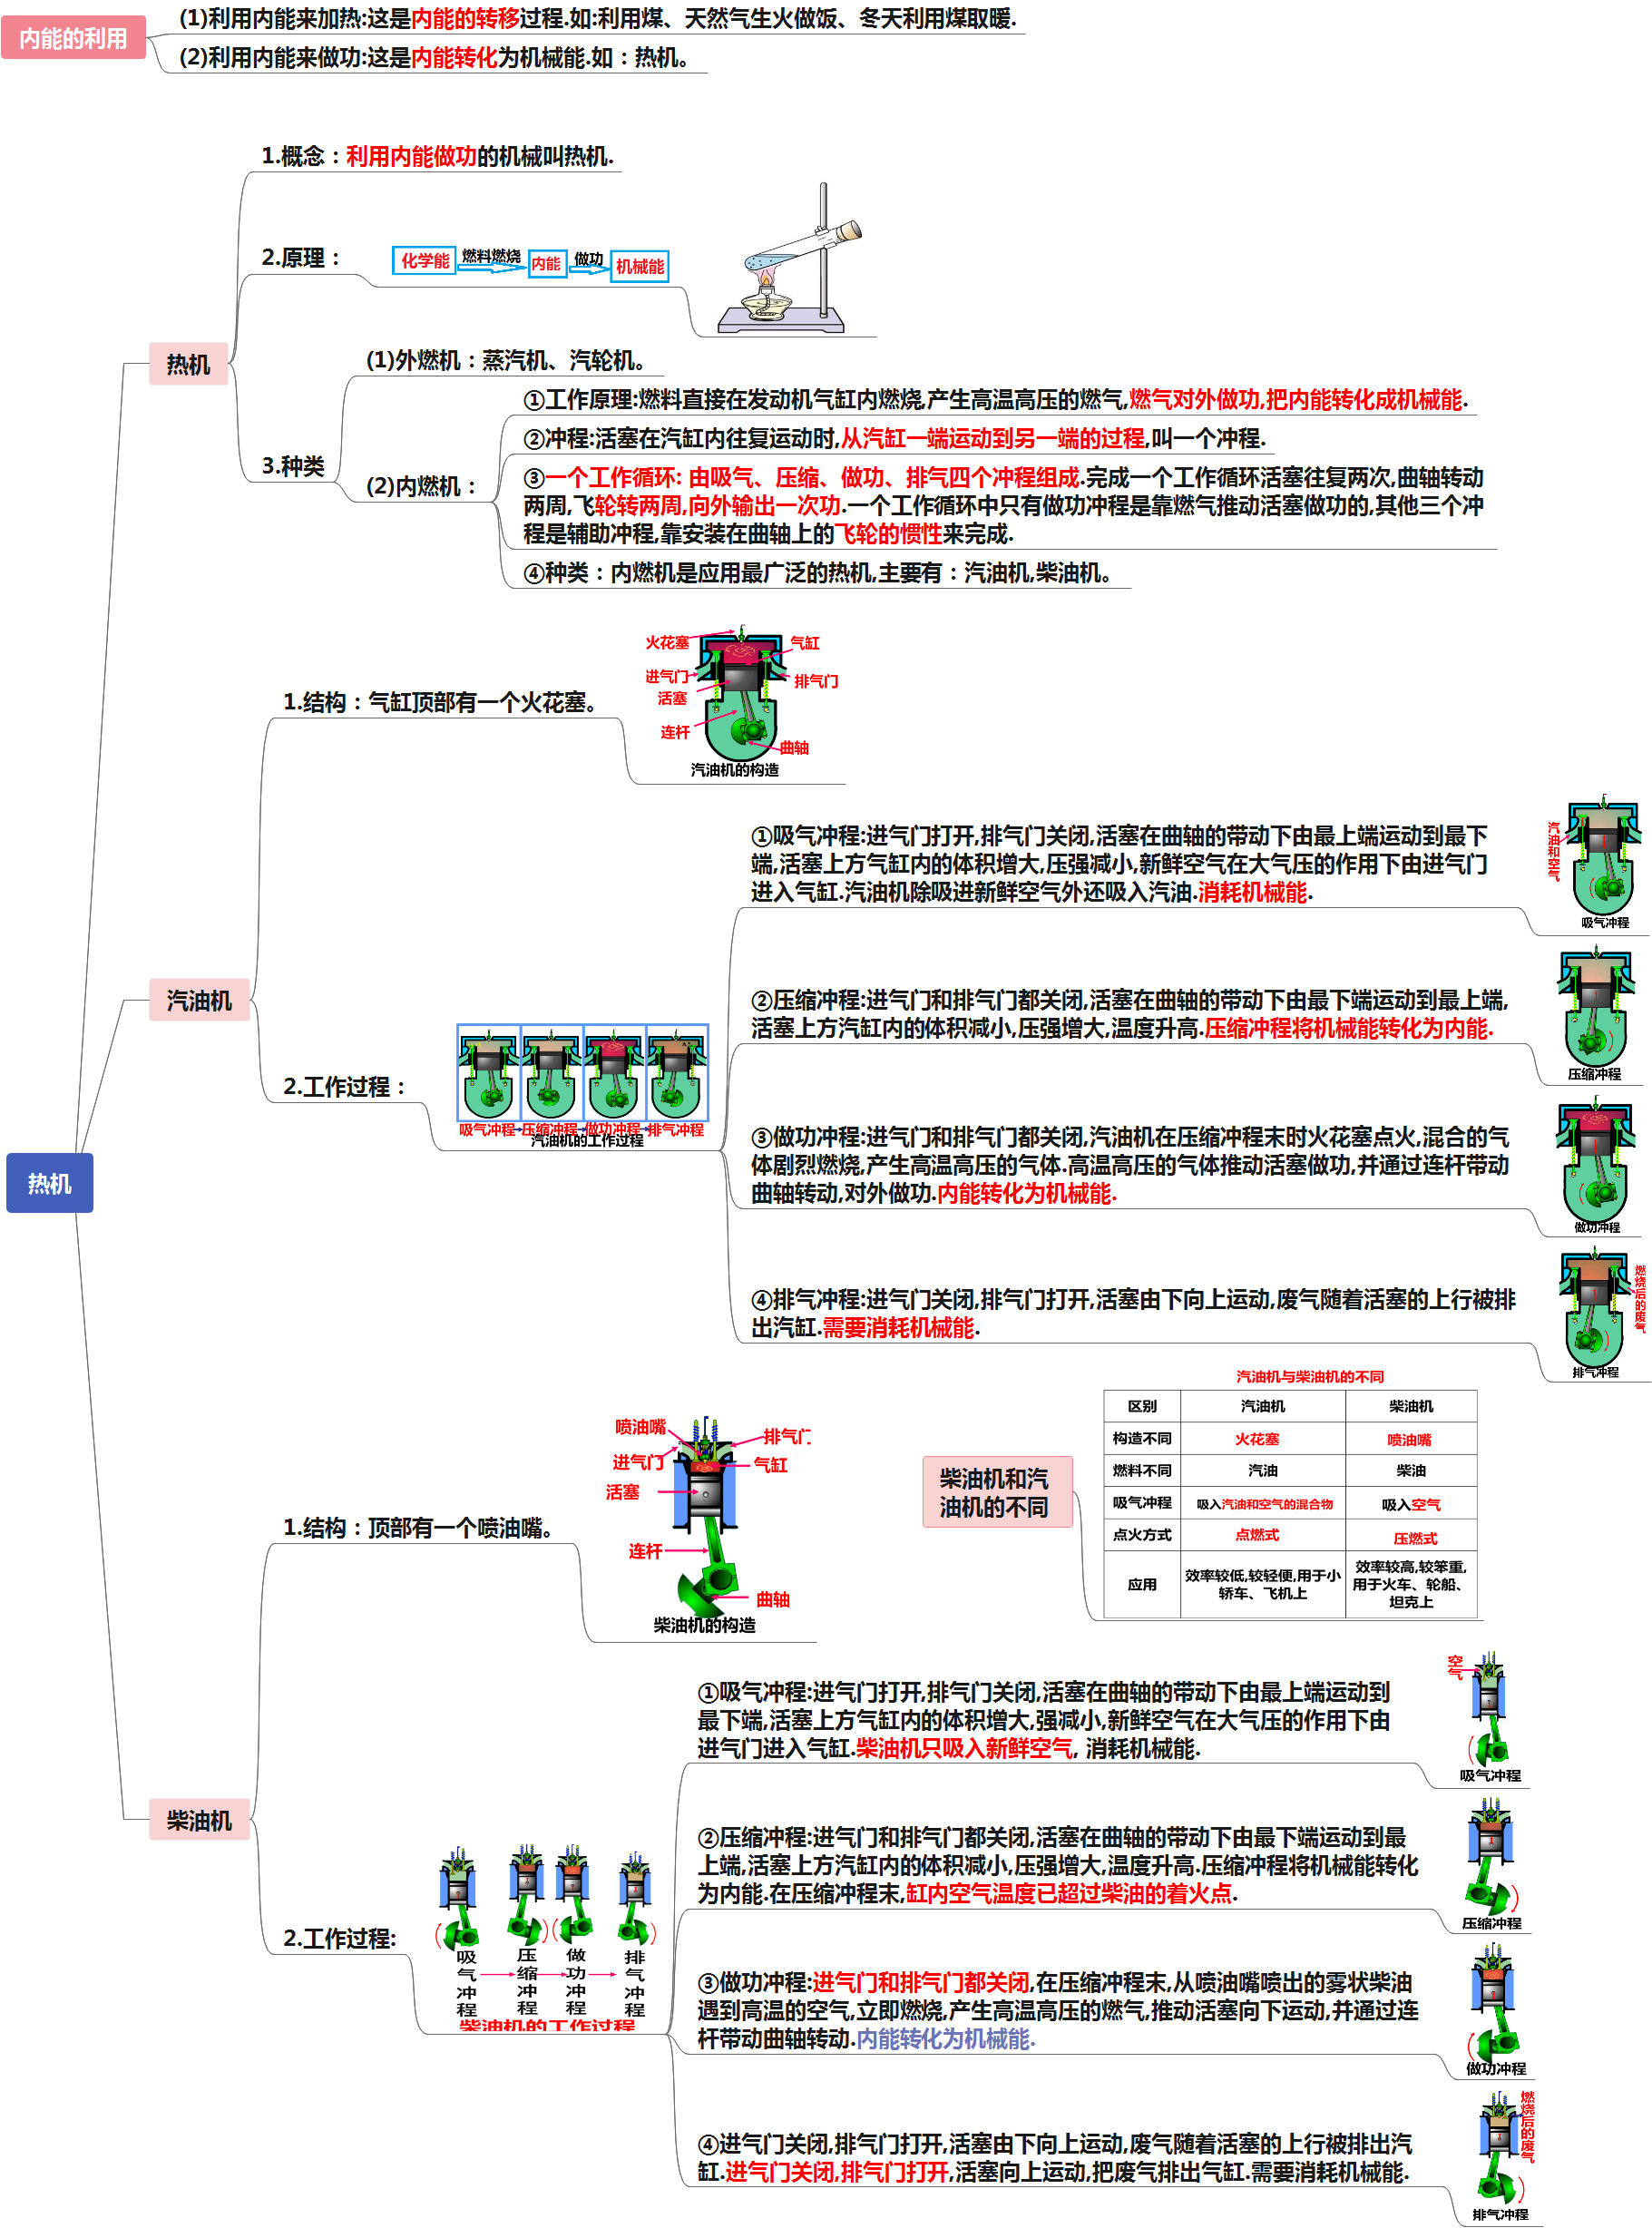 内能的利用
(1)利用内能来加热:这是内能的转移过程.如:利用煤、天然气生火做饭、冬天利用煤取暖.
(2)利用内能来做功:这是内能转化为机械能.如：热机。
热机
热机
1.概念：利用内能做功的机械叫热机.
2.原理：
化学能
燃料燃烧
内能
做功
机械能
3.种类
(1)外燃机：蒸汽机、汽轮机。
(2)内燃机：
①工作原理:燃料直接在发动机气缸内燃烧,产生高温高压的燃气,燃气对外做功,把内能转化成机械能.
②冲程:活塞在汽缸内往复运动时,从汽缸一端运动到另一端的过程,叫一个冲程.
③一个工作循环: 由吸气、压缩、做功、排气四个冲程组成.完成一个工作循环活塞往复两次,曲轴转动
两周,飞轮转两周,向外输出一次功.一个工作循环中只有做功冲程是靠燃气推动活塞做功的,其他三个冲
程是辅助冲程,靠安装在曲轴上的飞轮的惯性来完成.
④种类：内燃机是应用最广泛的热机,主要有：汽油机,柴油机。
汽油机
1.结构：气缸顶部有一个火花塞。
火花塞
气缸
进气门
排气门
活塞
连杆
曲轴
汽油机的构造
2.工作过程：
吸气冲程
压缩冲程
做功冲程
排气冲程
汽油机的工作过程
①吸气冲程:进气门打开,排气门关闭,活塞在曲轴的带动下由最上端运动到最下
端,活塞上方气缸内的体积增大,压强减小,新鲜空气在大气压的作用下由进气门
进入气缸.汽油机除吸进新鲜空气外还吸入汽油.消耗机械能.
汽油和空气
吸气冲程
②压缩冲程:进气门和排气门都关闭,活塞在曲轴的带动下由最下端运动到最上端,
活塞上方汽缸内的体积减小,压强增大,温度升高.压缩冲程将机械能转化为内能.
压缩冲程
③做功冲程:进气门和排气门都关闭,汽油机在压缩冲程末时火花塞点火,混合的气
体剧烈燃烧,产生高温高压的气体.高温高压的气体推动活塞做功,并通过连杆带动
曲轴转动,对外做功.内能转化为机械能.
做功冲程
④排气冲程:进气门关闭,排气门打开,活塞由下向上运动,废气随着活塞的上行被排
出汽缸.需要消耗机械能.
燃烧后的废气
排气冲程
柴油机
1.结构：顶部有一个喷油嘴。
喷油嘴
排气门
进气门
气缸
活塞
连杆
曲轴
柴油机的构造
柴油机和汽
油机的不同
汽油机与柴油机的不同
区别 汽油机 柴油机
构造不同 火花塞 喷油嘴
燃料不同 汽油 柴油
吸气冲程 吸入汽油和空气的混合物 吸入空气
点火方式 点燃式 压燃式
应用
效率较低,较轻便,用于小
轿车、飞机上
效率较高,较笨重,
用于火车、轮船、
坦克上
2.工作过程:
吸气冲程
压缩冲程
做功冲程
排气冲程
柴油机的工作过程
①吸气冲程:进气门打开,排气门关闭,活塞在曲轴的带动下由最上端运动到
最下端,活塞上方气缸内的体积增大,强减小,新鲜空气在大气压的作用下由
进气门进入气缸.柴油机只吸入新鲜空气, 消耗机械能.
空气
吸气冲程
②压缩冲程:进气门和排气门都关闭,活塞在曲轴的带动下由最下端运动到最
上端,活塞上方汽缸内的体积减小,压强增大,温度升高.压缩冲程将机械能转化
为内能.在压缩冲程末,缸内空气温度已超过柴油的着火点.
压缩冲程
③做功冲程:进气门和排气门都关闭,在压缩冲程末,从喷油嘴喷出的雾状柴油
遇到高温的空气,立即燃烧,产生高温高压的燃气,推动活塞向下运动,并通过连
杆带动曲轴转动.内能转化为机械能.
做功冲程
④进气门关闭,排气门打开,活塞由下向上运动,废气随着活塞的上行被排出汽
缸.进气门关闭,排气门打开,活塞向上运动,把废气排出气缸.需要消耗机械能.
燃烧后的废气
排气冲程